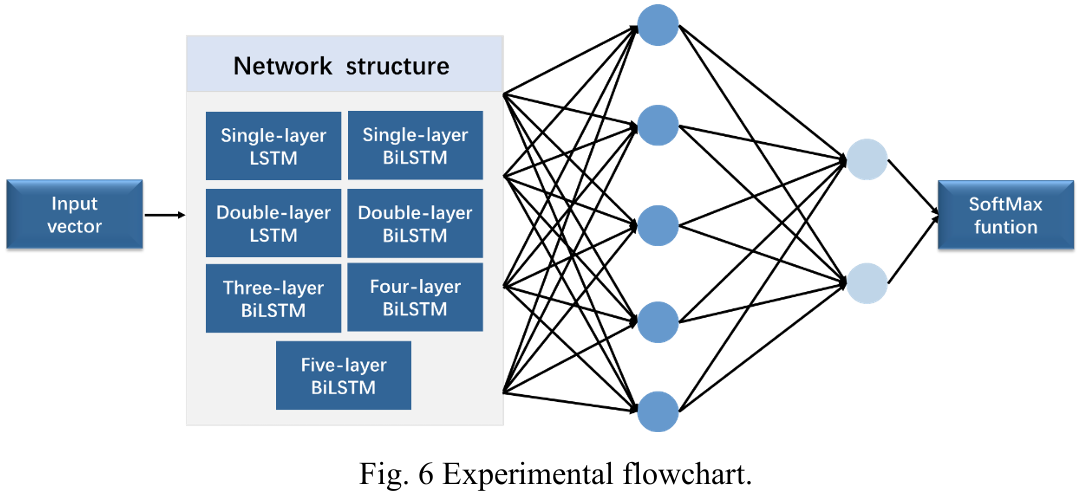 Network structure
Single-layer
LSTM
Single-layer
BiLSTM
Double-layer
LSTM
Double-layer
BiLSTM
Three-layer
BiLSTM
Four-layer
BiLSTM
Five-layer
BiLSTM
Input
vector
SoftMax
funtion
Fig. 6 Experimental flowchart.